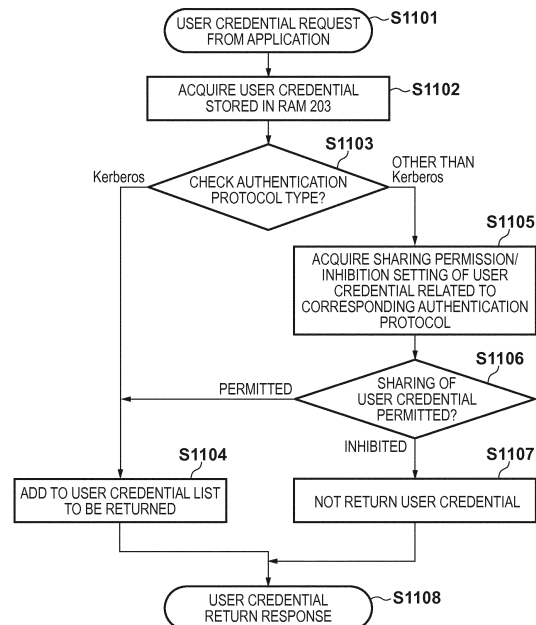 USER CREDENTIAL REQUEST
FROM APPLICATION
S1101
ACQUIRE USER CREDENTIAL
STORED IN RAM 203
S1102
S1103
CHECK AUTHENTICATION
PROTOCOL TYPE?
Kerberos
OTHER THAN
Kerberos
S1105
ACQUIRE SHARING PERMISSION/
INHIBITION SETTING OF USER
CREDENTIAL RELATED TO
CORRESPONDING AUTHENTICATION
PROTOCOL
S1106
SHARING OF
USER CREDENTIAL
PERMITTED?
PERMITTED
INHIBITED
S1104
ADD TO USER CREDENTIAL LIST
TO BE RETURNED
S1107
NOT RETURN USER CREDENTIAL
USER CREDENTIAL
RETURN RESPONSE
S1108